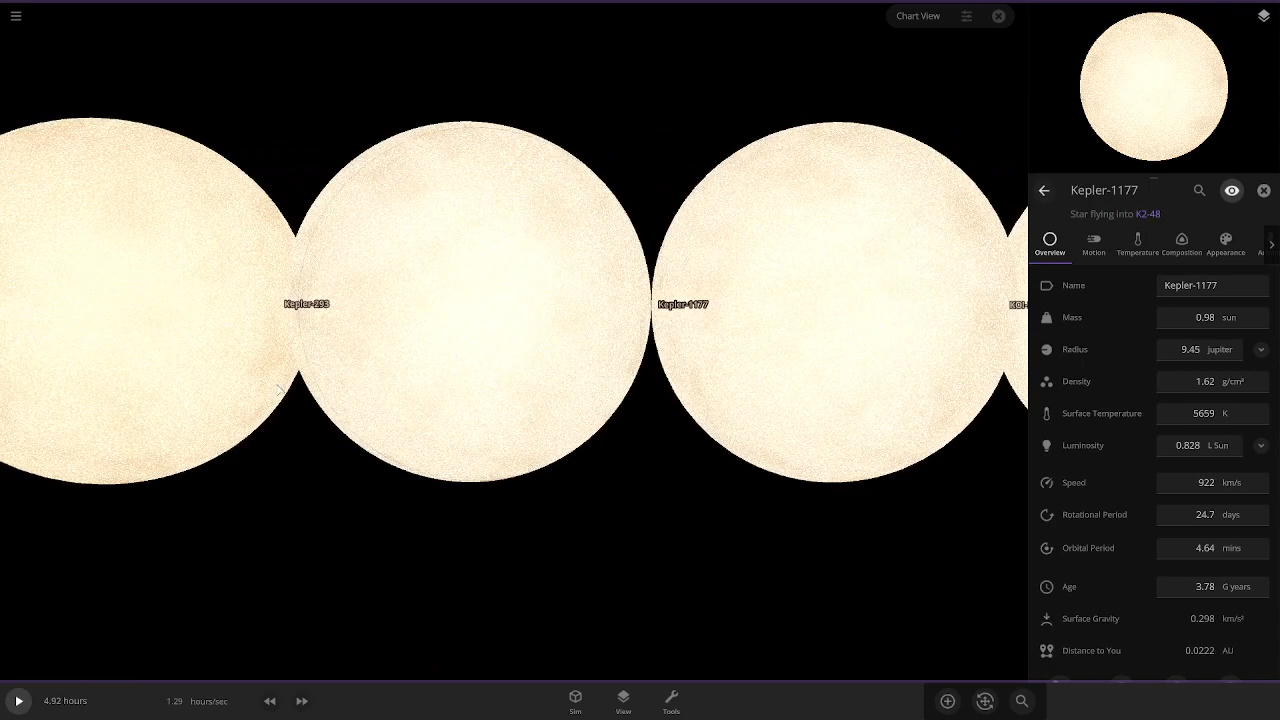 Chart View
Kepler-1177
Star flying into K2-48
Overview Motion Temperature Composition Appearance
Name Kepler-1177
Mass 0.98 sun
Radius 9.45 jupiter
Density 1.62 g/cm³
Surface Temperature 5659 K
Luminosity 0.828 L Sun
Speed 922 km/s
Rotational Period 24.7 days
Orbital Period 4.64 mins
Age 3.78 G years
Surface Gravity 0.298 km/s²
Distance to You 0.0222 AU
Kepler-293
Kepler-1177
KOI-
4.92 hours
1.29 hours/sec
Sim View Tools